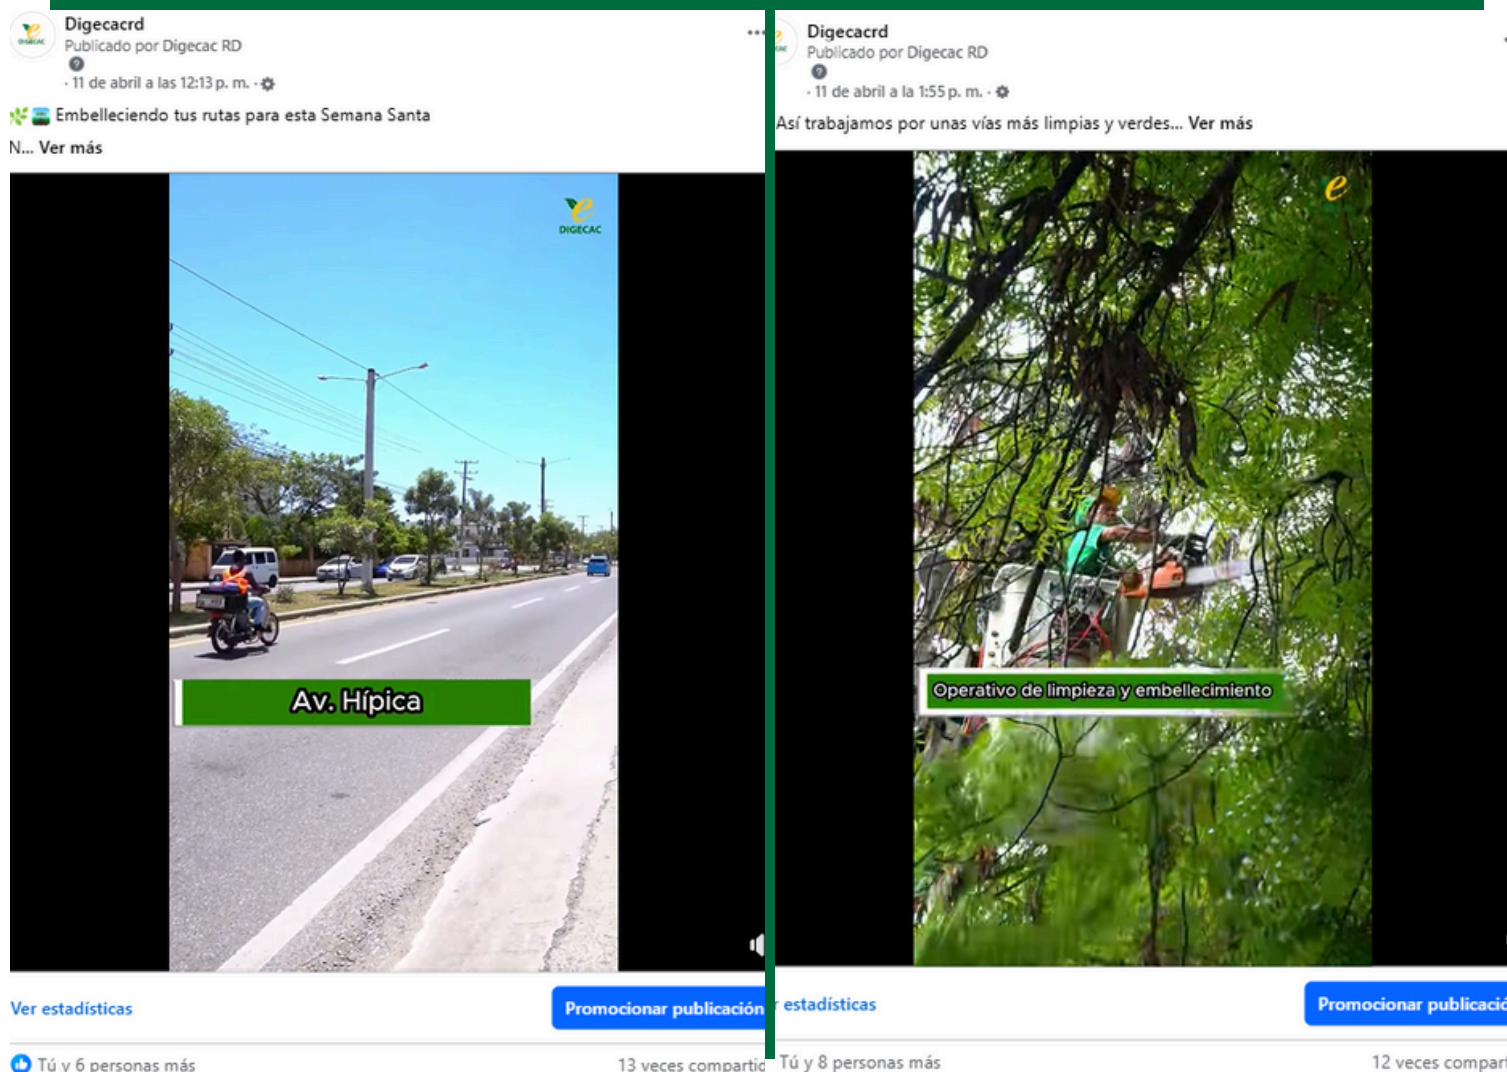 Digecacrd
Publicado por Digecac RD
· 11 de abril a las 12:13 p. m. ·
Embelleciendo tus rutas para esta Semana Santa
N... Ver más
DIGECAC
Av. Hípica
Ver estadísticas
Promocionar publicación
Tú y 6 personas más
13 veces compartid
Digecacrd
Publicado por Digecac RD
· 11 de abril a la 1:55 p. m. ·
Así trabajamos por unas vías más limpias y verdes... Ver más
Operativo de limpieza y embellecimiento
r estadísticas
Promocionar publicació
Tú y 8 personas más
12 veces compart